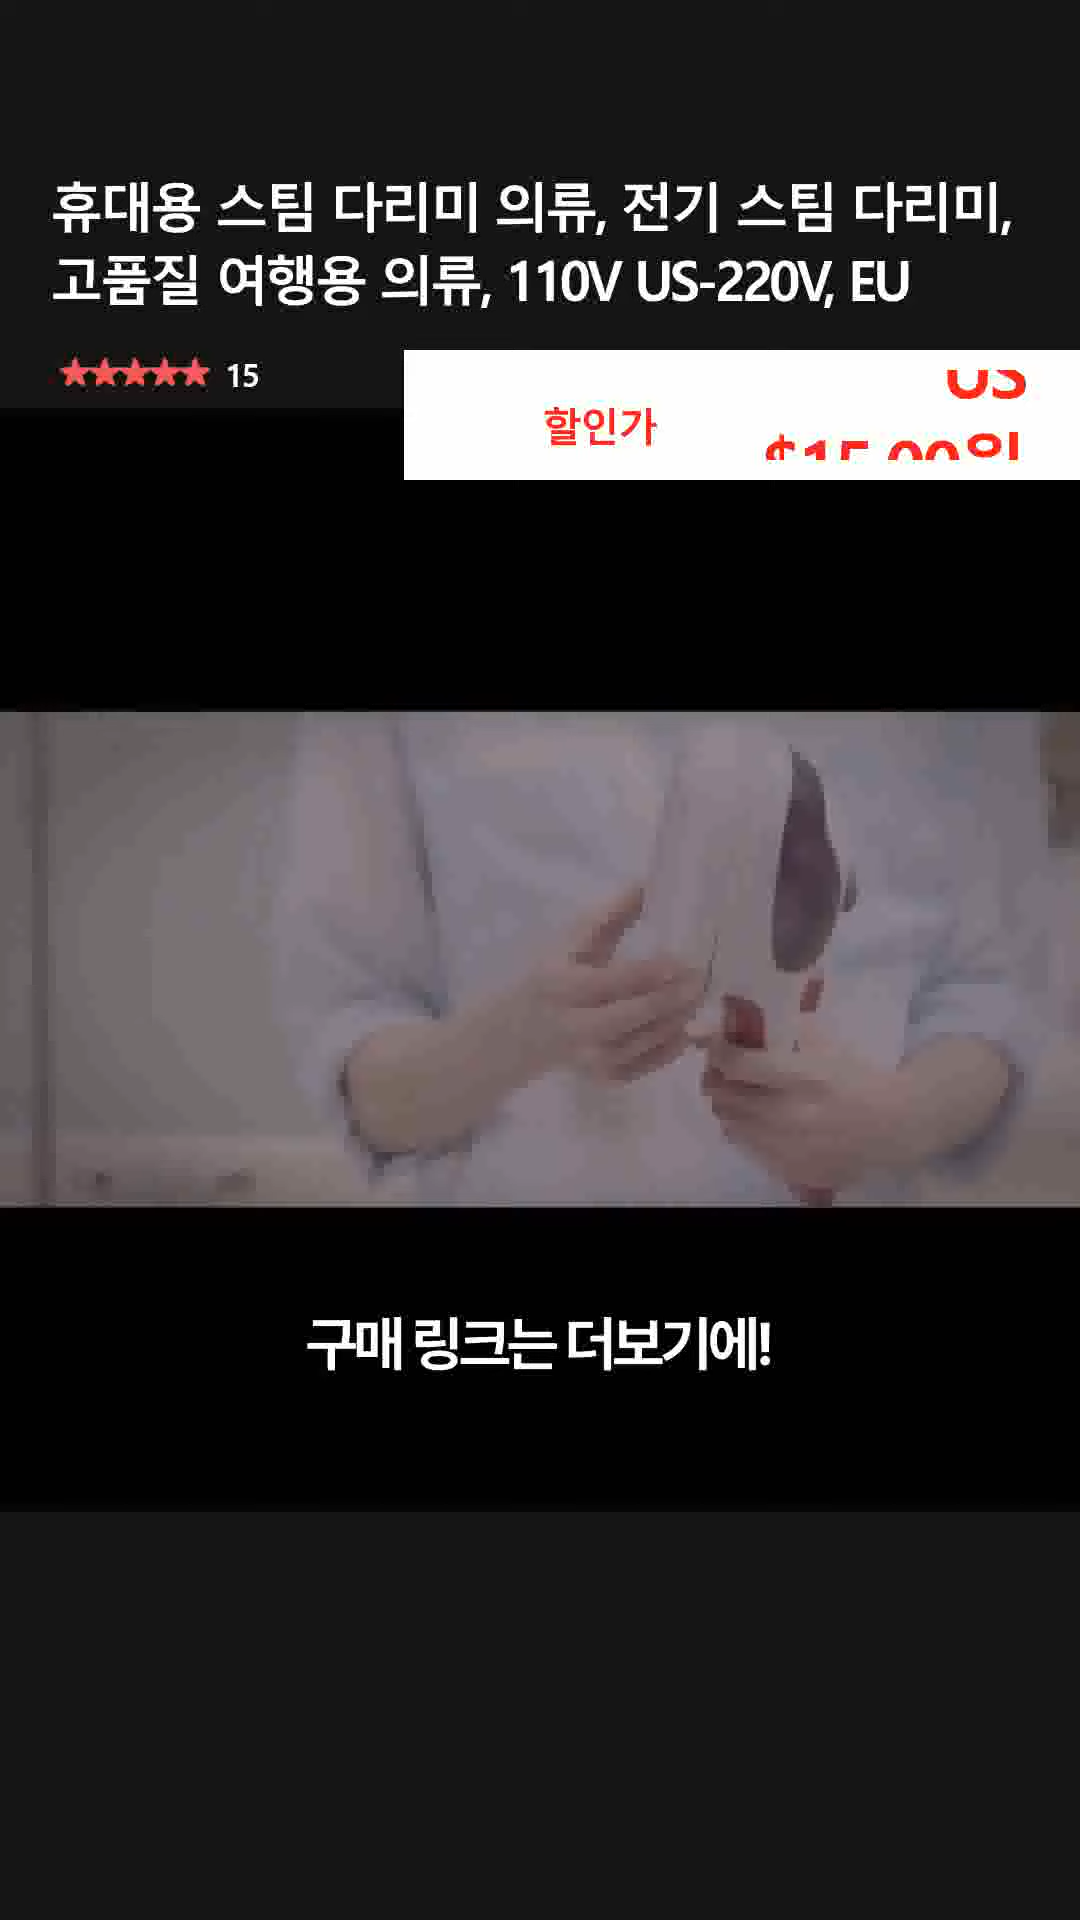 휴대용 스팀 다리미 의류, 전기 스팀 다리미,
고품질 여행용 의류, 110V US-220V, EU
15
할인가
US
구매 링크는 더보기에!